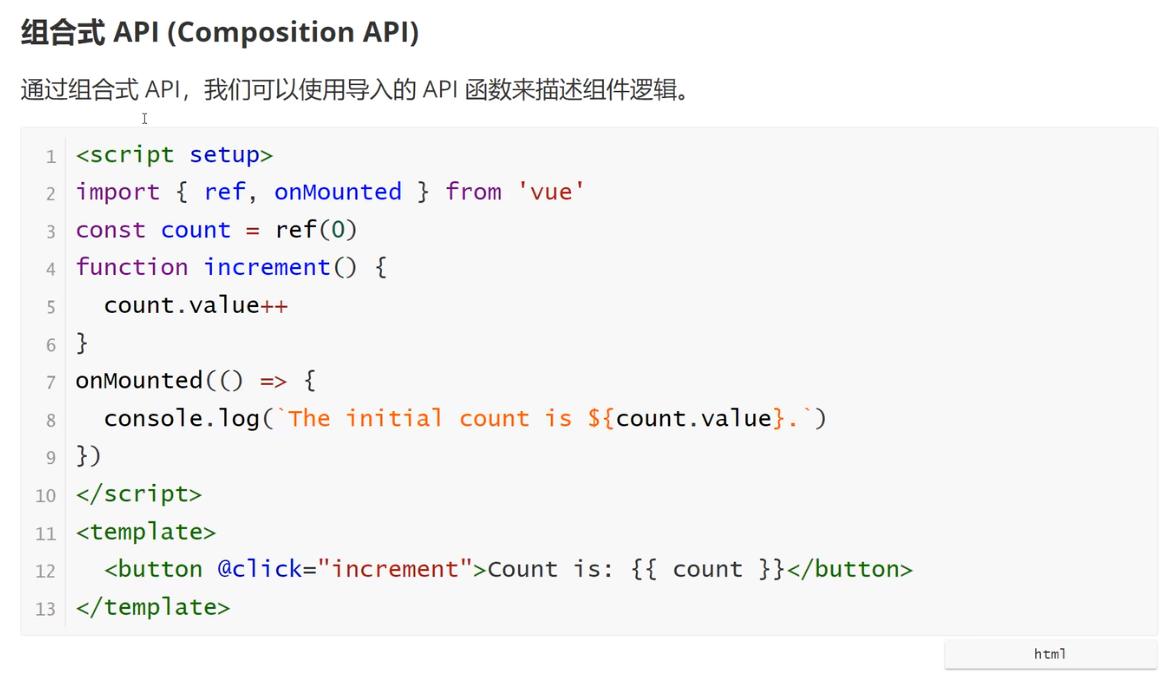 组合式 API (Composition API)
通过组合式 API，我们可以使用导入的 API 函数来描述组件逻辑。
1 <script setup>
2 import { ref, onMounted } from 'vue'
3 const count = ref(0)
4 function increment() {
5   count.value++
6 }
7 onMounted(() => {
8   console.log(`The initial count is ${count.value}.`)
9 })
10 </script>
11 <template>
12   <button @click="increment">Count is: {{ count }}</button>
13 </template>
html